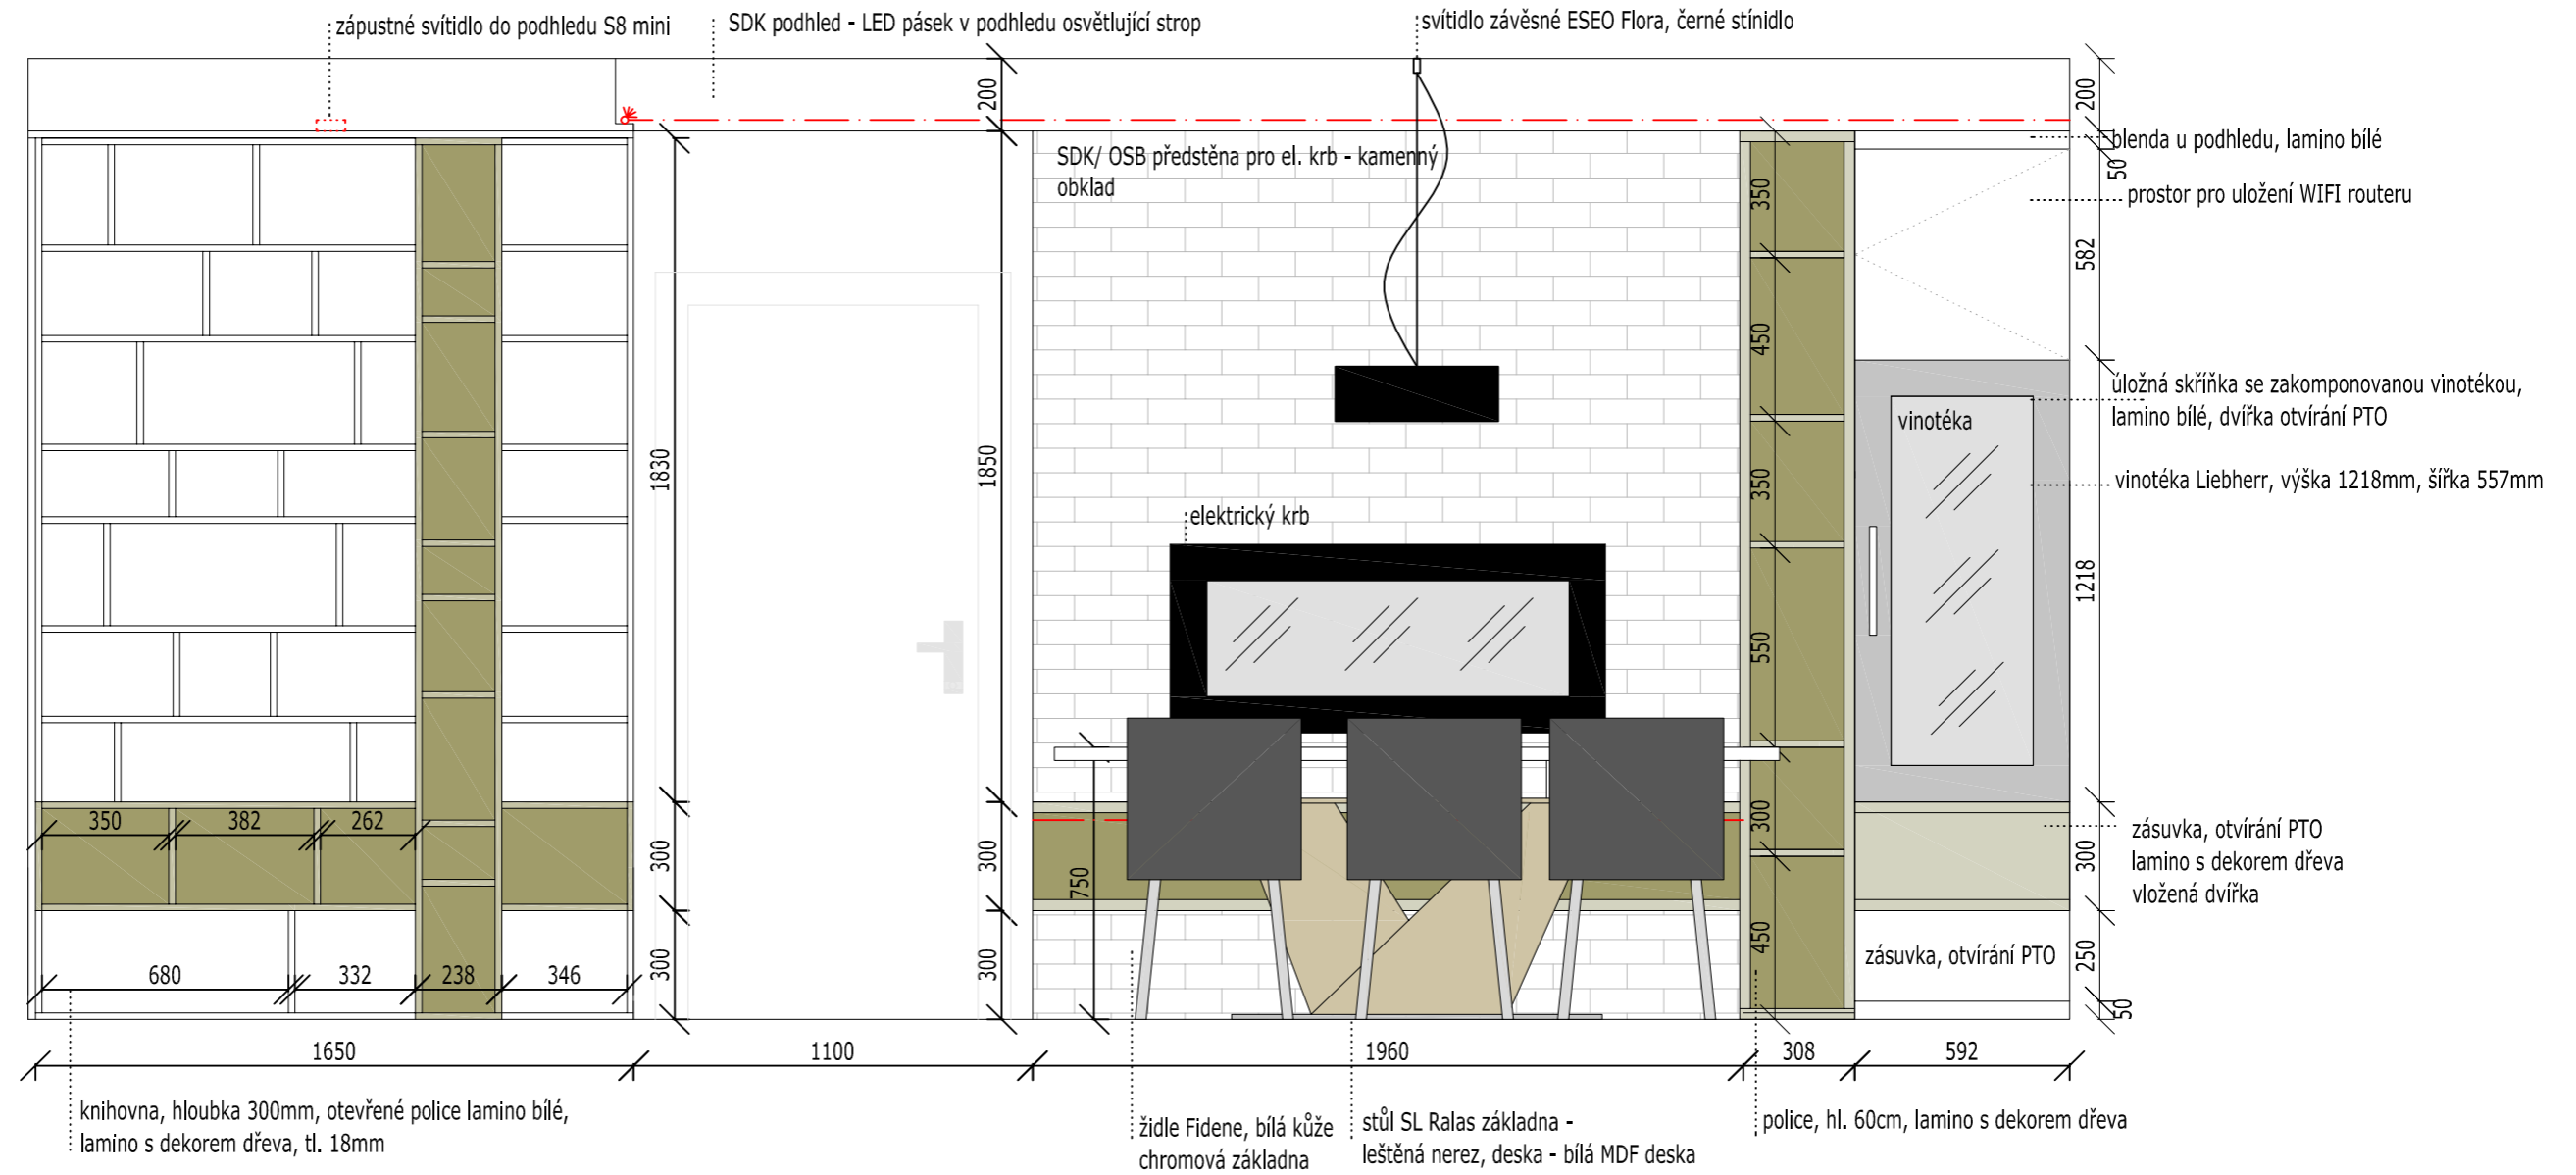 zápustné svítidlo do podhledu S8 mini
SDK podhled - LED pásek v podhledu osvětlující strop
svítidlo závěsné ESEO Flora, černé stínidlo
200
200
blenda u podhledu, lamino bílé
50
SDK/ OSB předstěna pro el. krb - kamenný
obklad
350
prostor pro uložení WIFI routeru
582
450
úložná skříňka se zakomponovanou vinotékou,
lamino bílé, dvířka otvírání PTO
vinotéka
1830
1850
350
vinotéka Liebherr, výška 1218mm, šířka 557mm
elektrický krb
1218
550
350
382
262
300
300
300
zásuvka, otvírání PTO
lamino s dekorem dřeva
vložená dvířka
300
750
450
zásuvka, otvírání PTO
250
680
332
238
346
300
300
50
1650
1100
1960
308
592
knihovna, hloubka 300mm, otevřené police lamino bílé,
lamino s dekorem dřeva, tl. 18mm
židle Fidene, bílá kůže
chromová základna
stůl SL Ralas základna -
leštěná nerez, deska - bílá MDF deska
police, hl. 60cm, lamino s dekorem dřeva